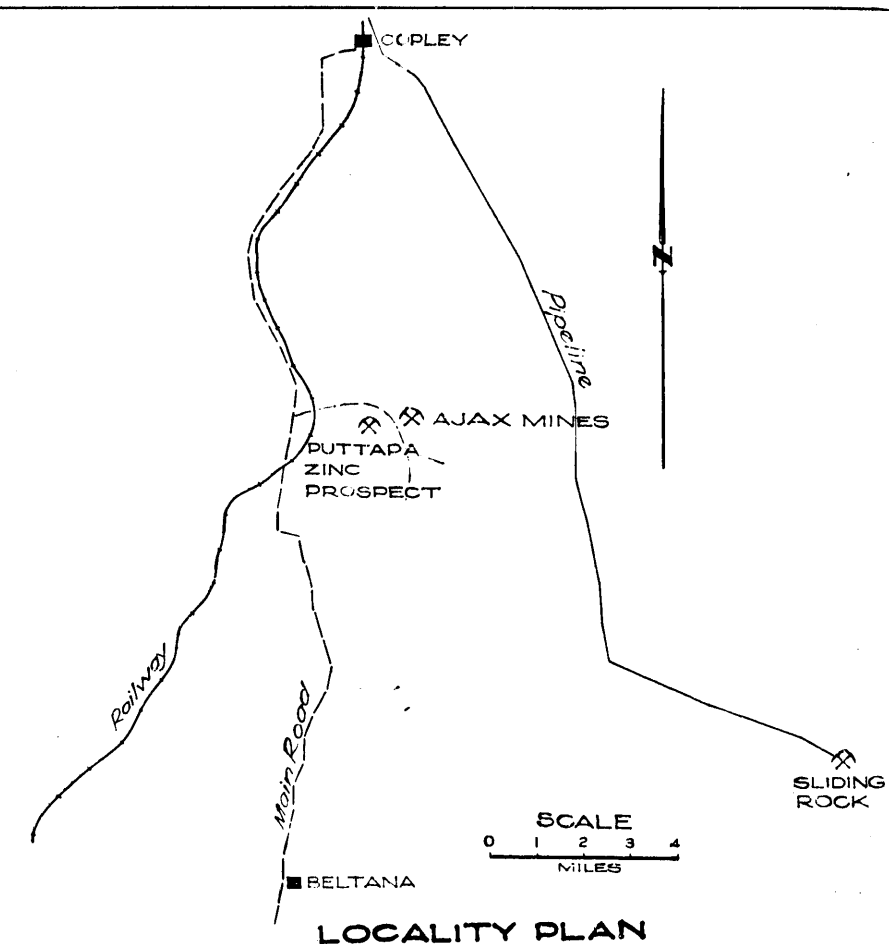 COPLEY
N
Pipeline
AJAX MINES
PUTTAPA
ZINC
PROSPECT
Railway
Main Road
SLIDING
ROCK
SCALE
0 1 2 3 4
MILES
BELTANA
LOCALITY PLAN